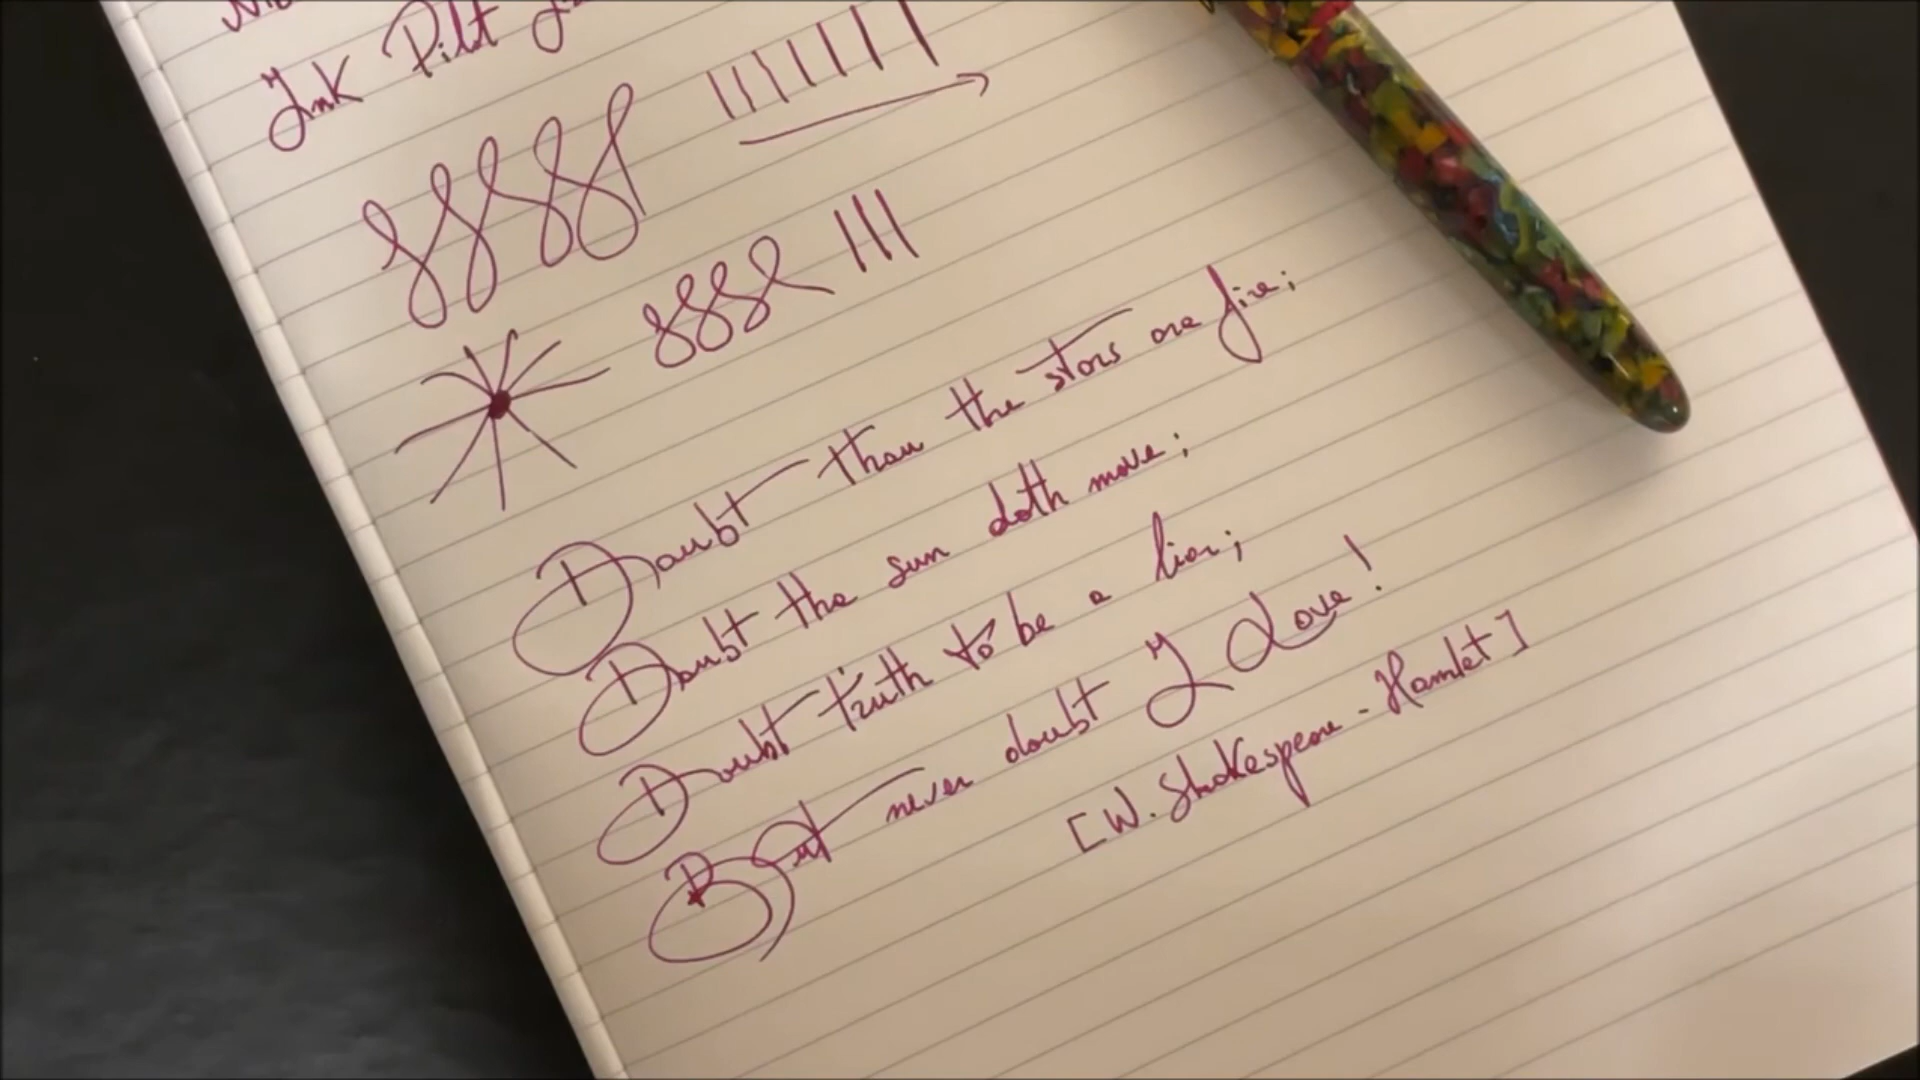 Ink Pilot
Doubt thou the stars are fire;
Doubt the sun doth move;
Doubt truth to be a liar;
But never doubt I Love!
[W. Shakespeare - Hamlet]